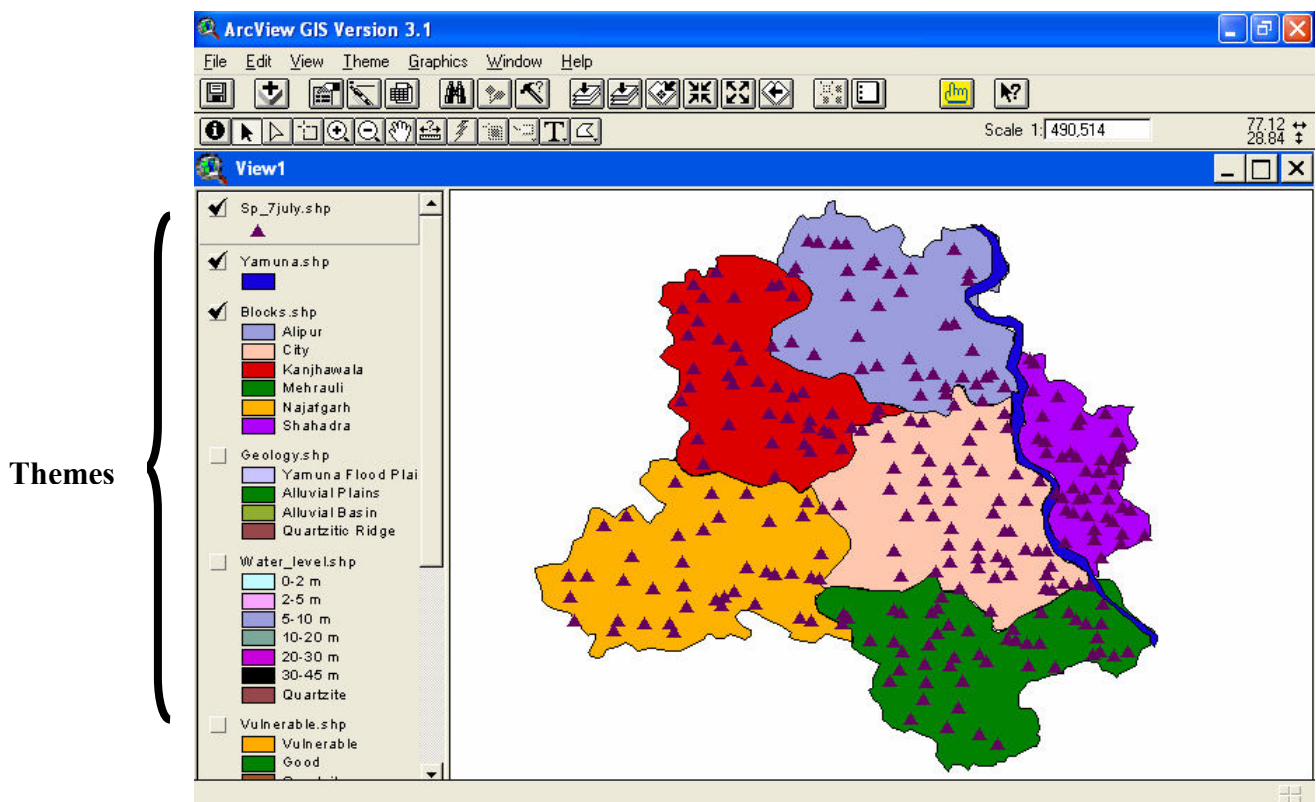 ArcView GIS Version 3.1
File Edit View Theme Graphics Window Help
Scale 1: 490,514
77.12
28.84
View1
Themes
Sp_7july.shp
Yamuna.shp
Blocks.shp
Alipur
City
Kanjhawala
Mehrauli
Najafgarh
Shahadra
Geology.shp
Yamuna Flood Plai
Alluvial Plains
Alluvial Basin
Quartzitic Ridge
Water_level.shp
0-2 m
2-5 m
5-10 m
10-20 m
20-30 m
30-45 m
Quartzite
Vulnerable.shp
Vulnerable
Good